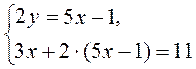 2y = 5x − 1,
3x + 2 · (5x − 1) = 11